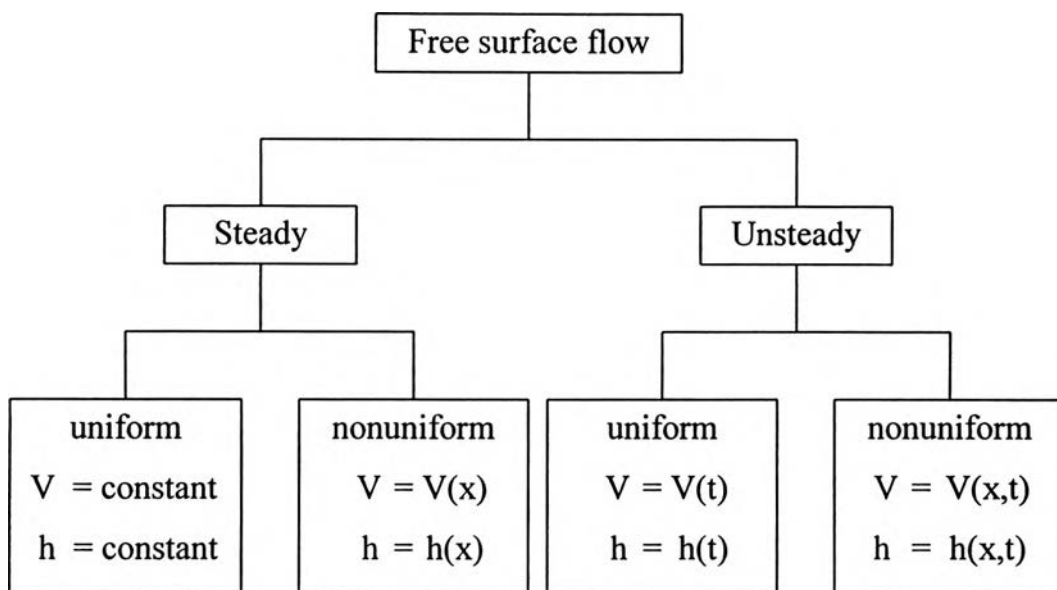 Free surface flow
Steady
Unsteady
uniform
V = constant
h = constant
nonuniform
V = V(x)
h = h(x)
uniform
V = V(t)
h = h(t)
nonuniform
V = V(x,t)
h = h(x,t)